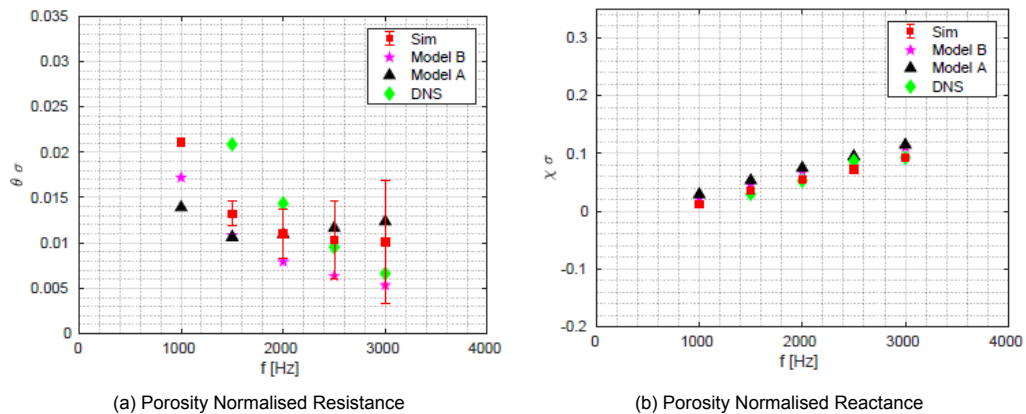 0.035
0.03
0.025
0.02
0.015
0.01
0.005
0
θ σ
0
1000
2000
3000
4000
f [Hz]
Sim
Model B
Model A
DNS
(a) Porosity Normalised Resistance
0.3
0.2
0.1
0
-0.1
-0.2
χ σ
0
1000
2000
3000
4000
f [Hz]
Sim
Model B
Model A
DNS
(b) Porosity Normalised Reactance